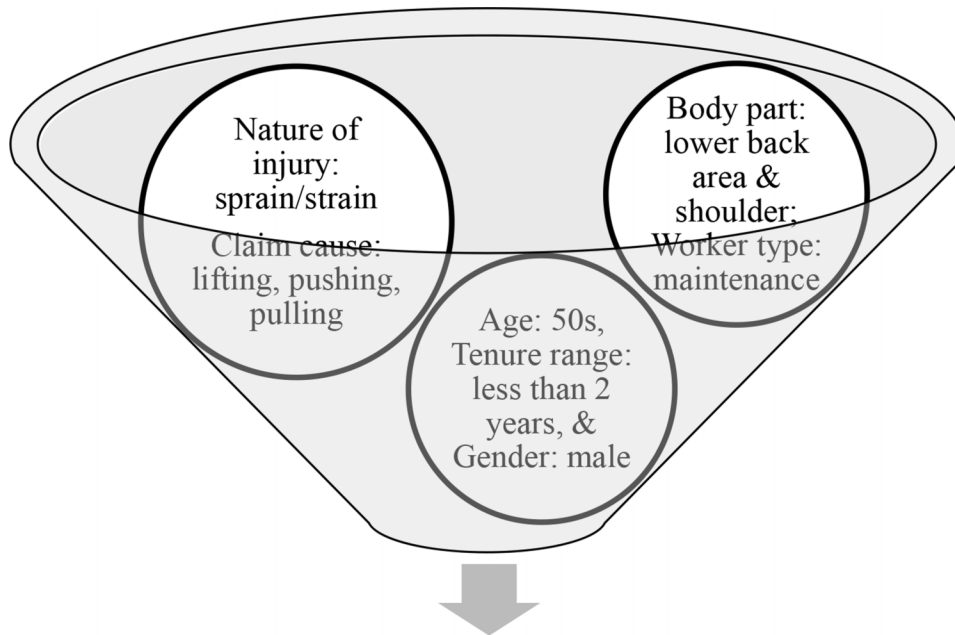 Nature of
injury:
sprain/strain
Claim cause:
lifting, pushing,
pulling
Body part:
lower back
area &
shoulder;
Worker type:
maintenance
Age: 50s,
Tenure range:
less than 2
years, &
Gender: male